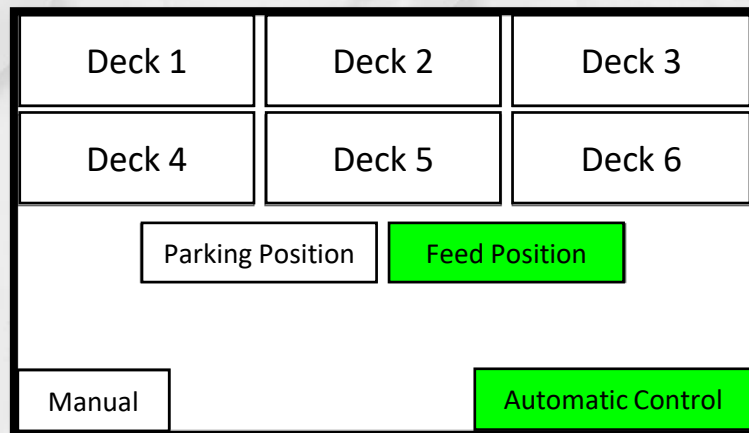 Deck 1 Deck 2 Deck 3
Deck 4 Deck 5 Deck 6
Parking Position Feed Position
Manual Automatic Control